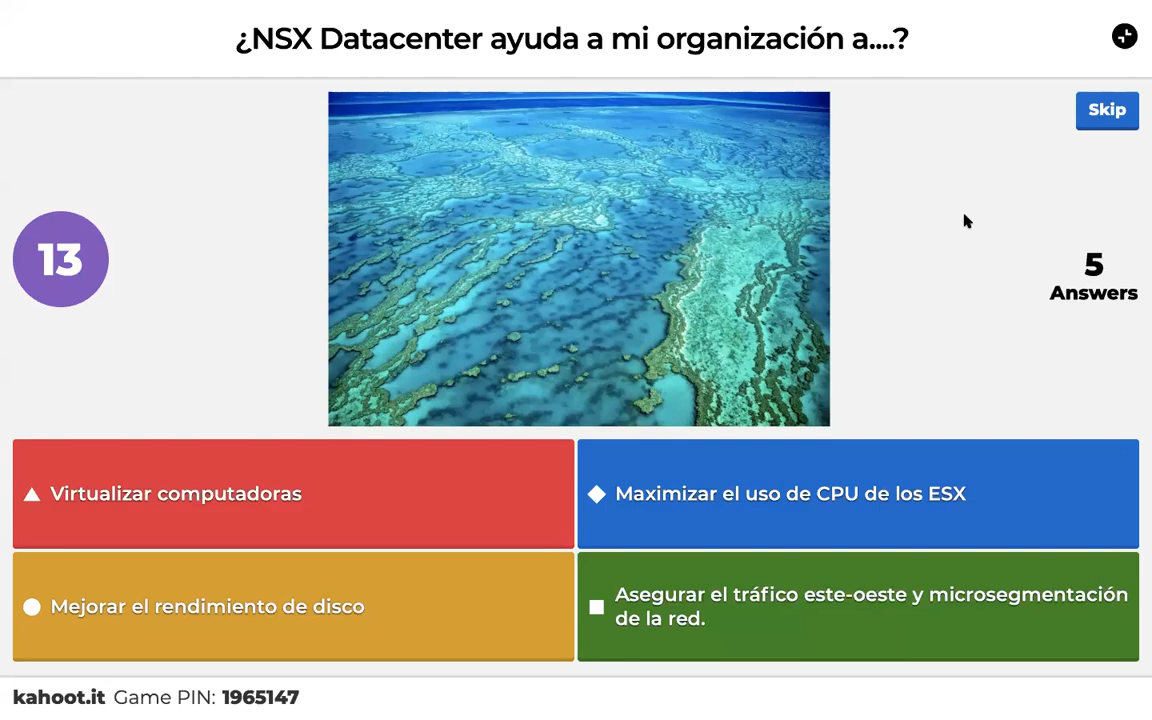 ¿NSX Datacenter ayuda a mi organización a....?
Skip
13
5
Answers
Virtualizar computadoras
Maximizar el uso de CPU de los ESX
Mejorar el rendimiento de disco
Asegurar el tráfico este-oeste y microsegmentación
de la red.
kahoot.it Game PIN: 1965147